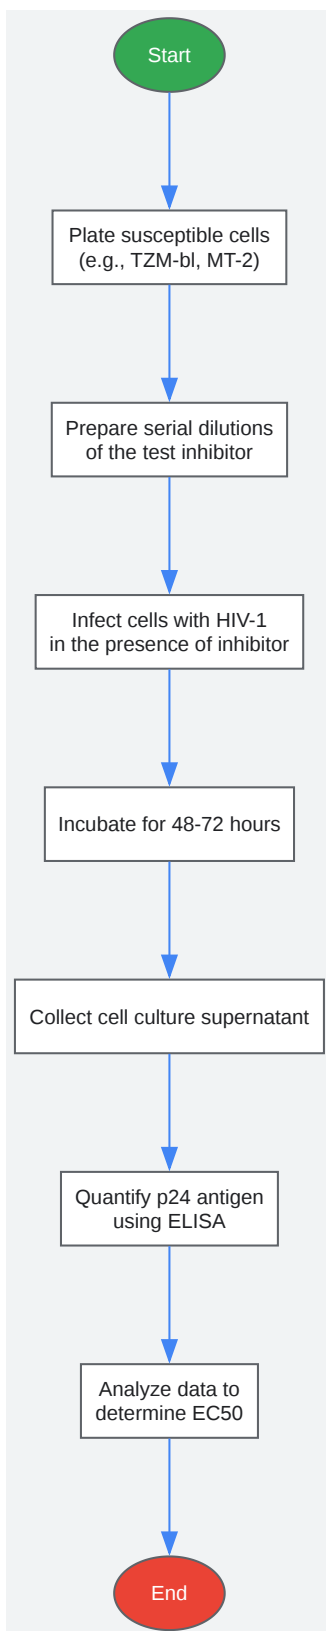 Start
Plate susceptible cells
(e.g., TZM-bl, MT-2)
Prepare serial dilutions
of the test inhibitor
Infect cells with HIV-1
in the presence of inhibitor
Incubate for 48-72 hours
Collect cell culture supernatant
Quantify p24 antigen
using ELISA
Analyze data to
determine EC50
End